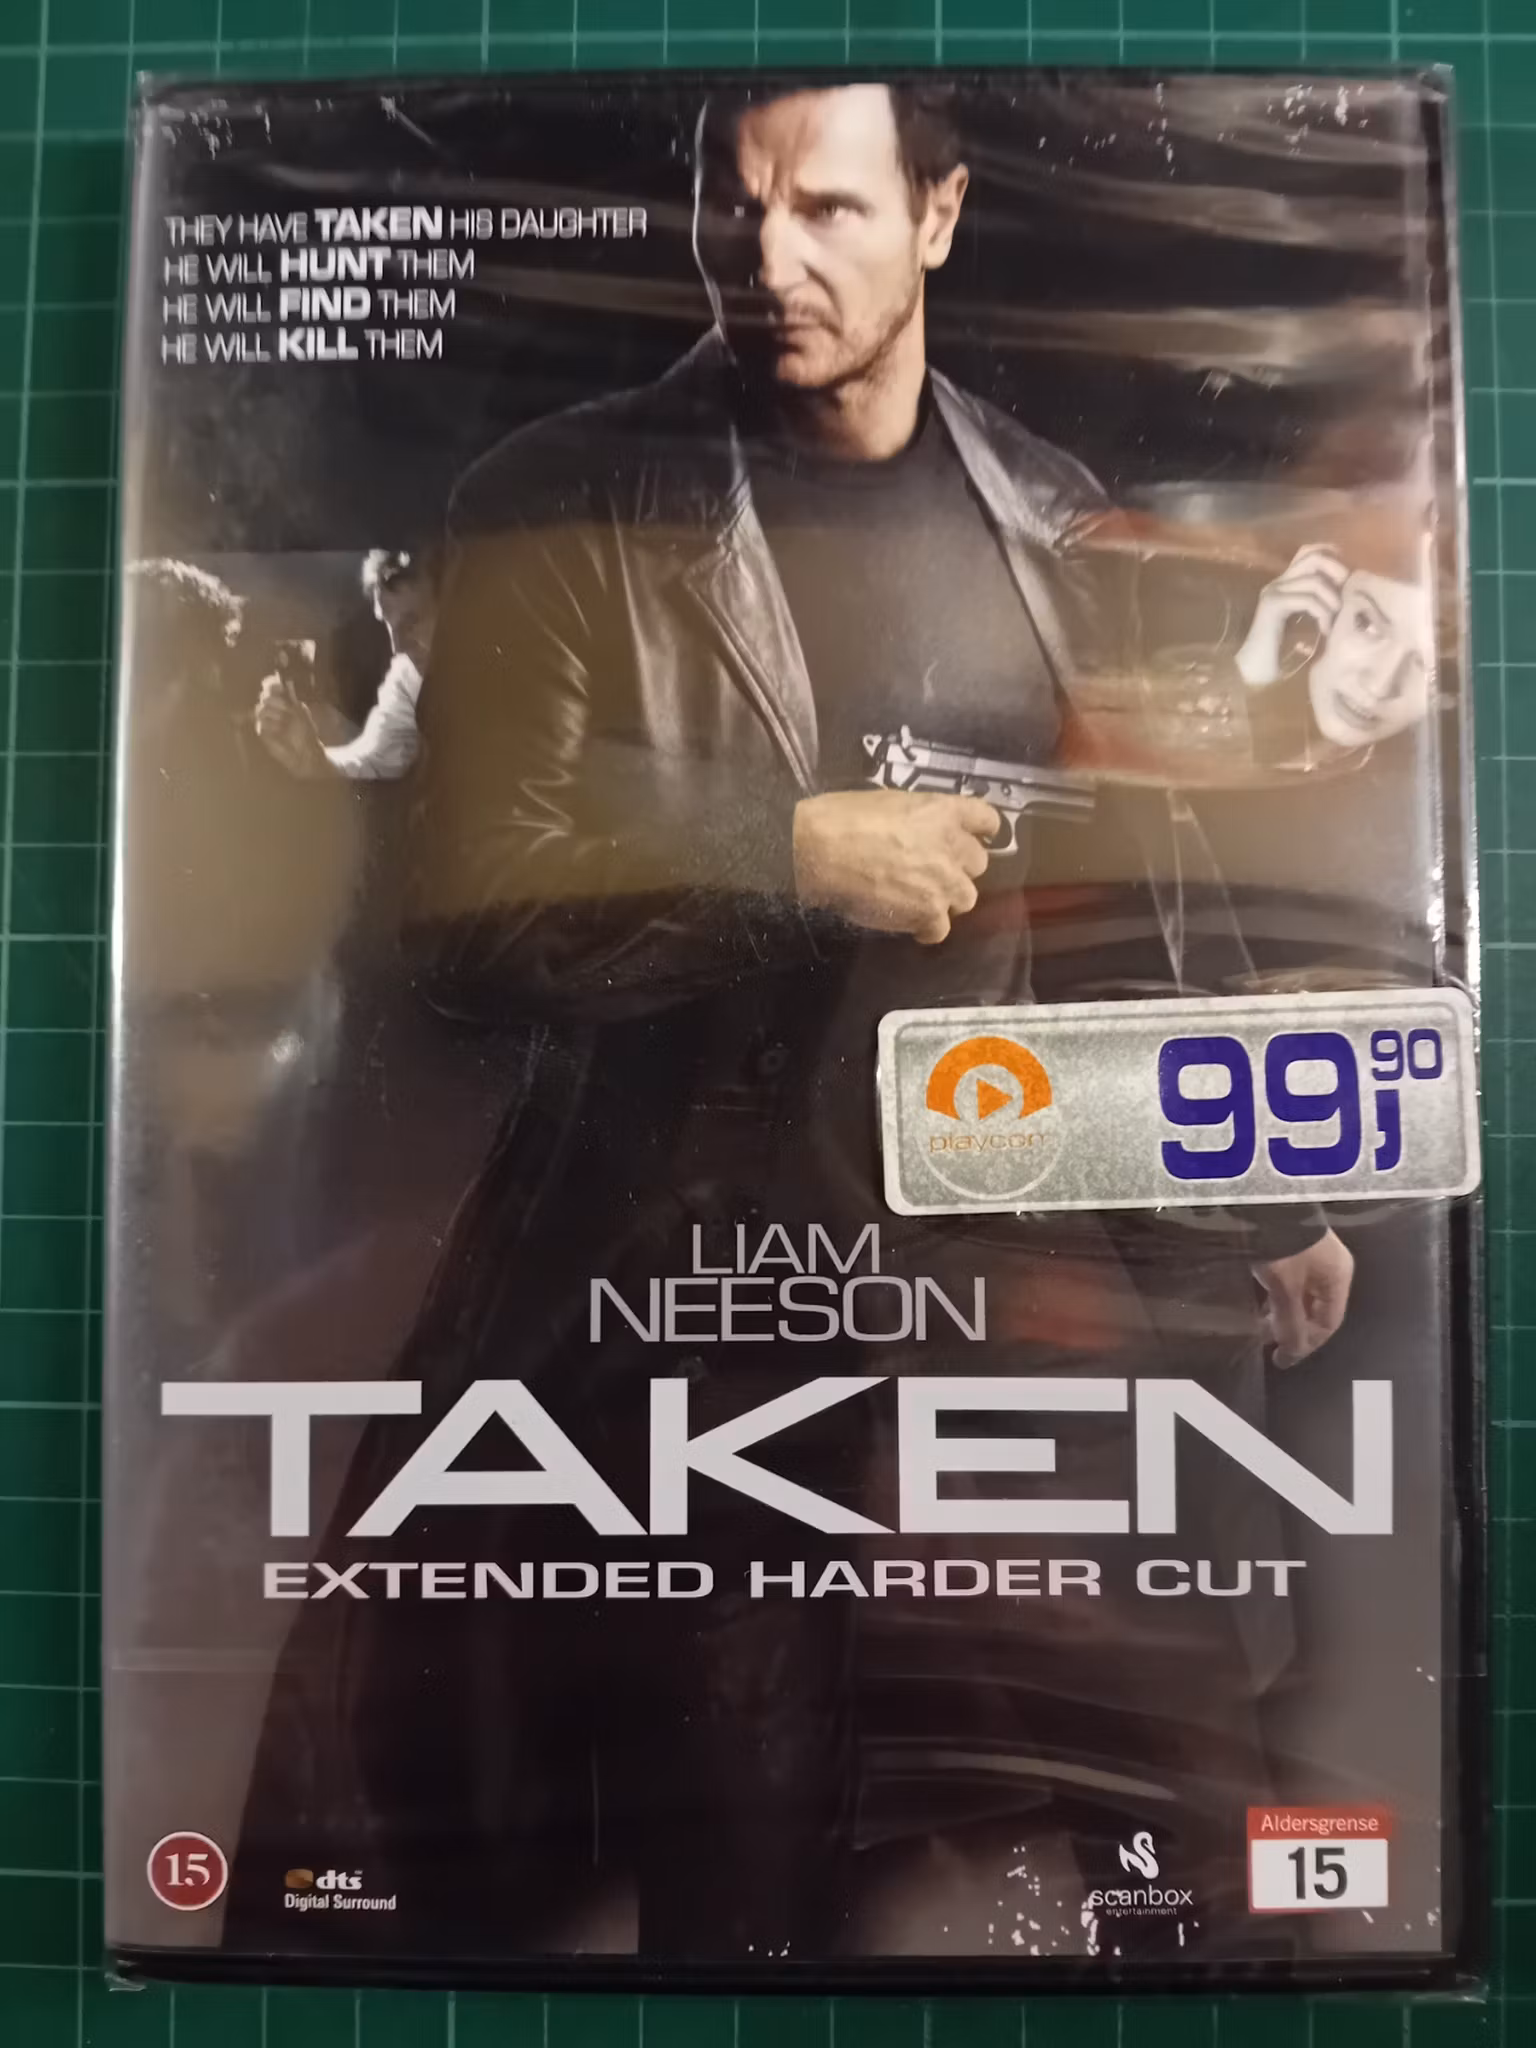 THEY HAVE TAKEN HIS DAUGHTER
HE WILL HUNT THEM
HE WILL FIND THEM
HE WILL KILL THEM
playcom
99,90
LIAM
NEESON
TAKEN
EXTENDED HARDER CUT
15
dts
Digital Surround
scanbox
entertainment
Aldersgrense
15